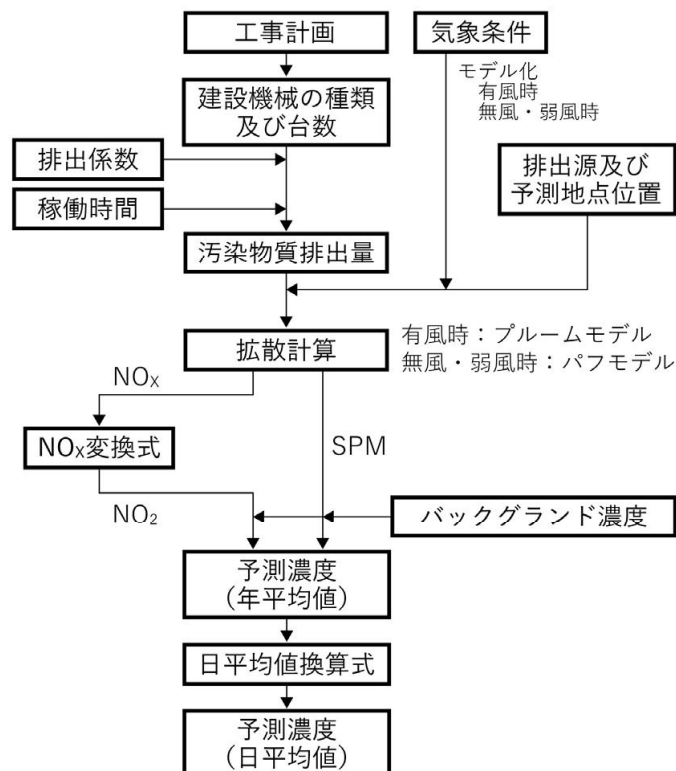 工事計画
気象条件
モデル化
有風時
無風・弱風時
建設機械の種類
及び台数
排出係数
稼働時間
排出源及び
予測地点位置
汚染物質排出量
拡散計算
有風時：プルームモデル
無風・弱風時：パフモデル
NOX
NOX変換式
SPM
NO2
バックグランド濃度
予測濃度
（年平均値）
日平均値換算式
予測濃度
（日平均値）